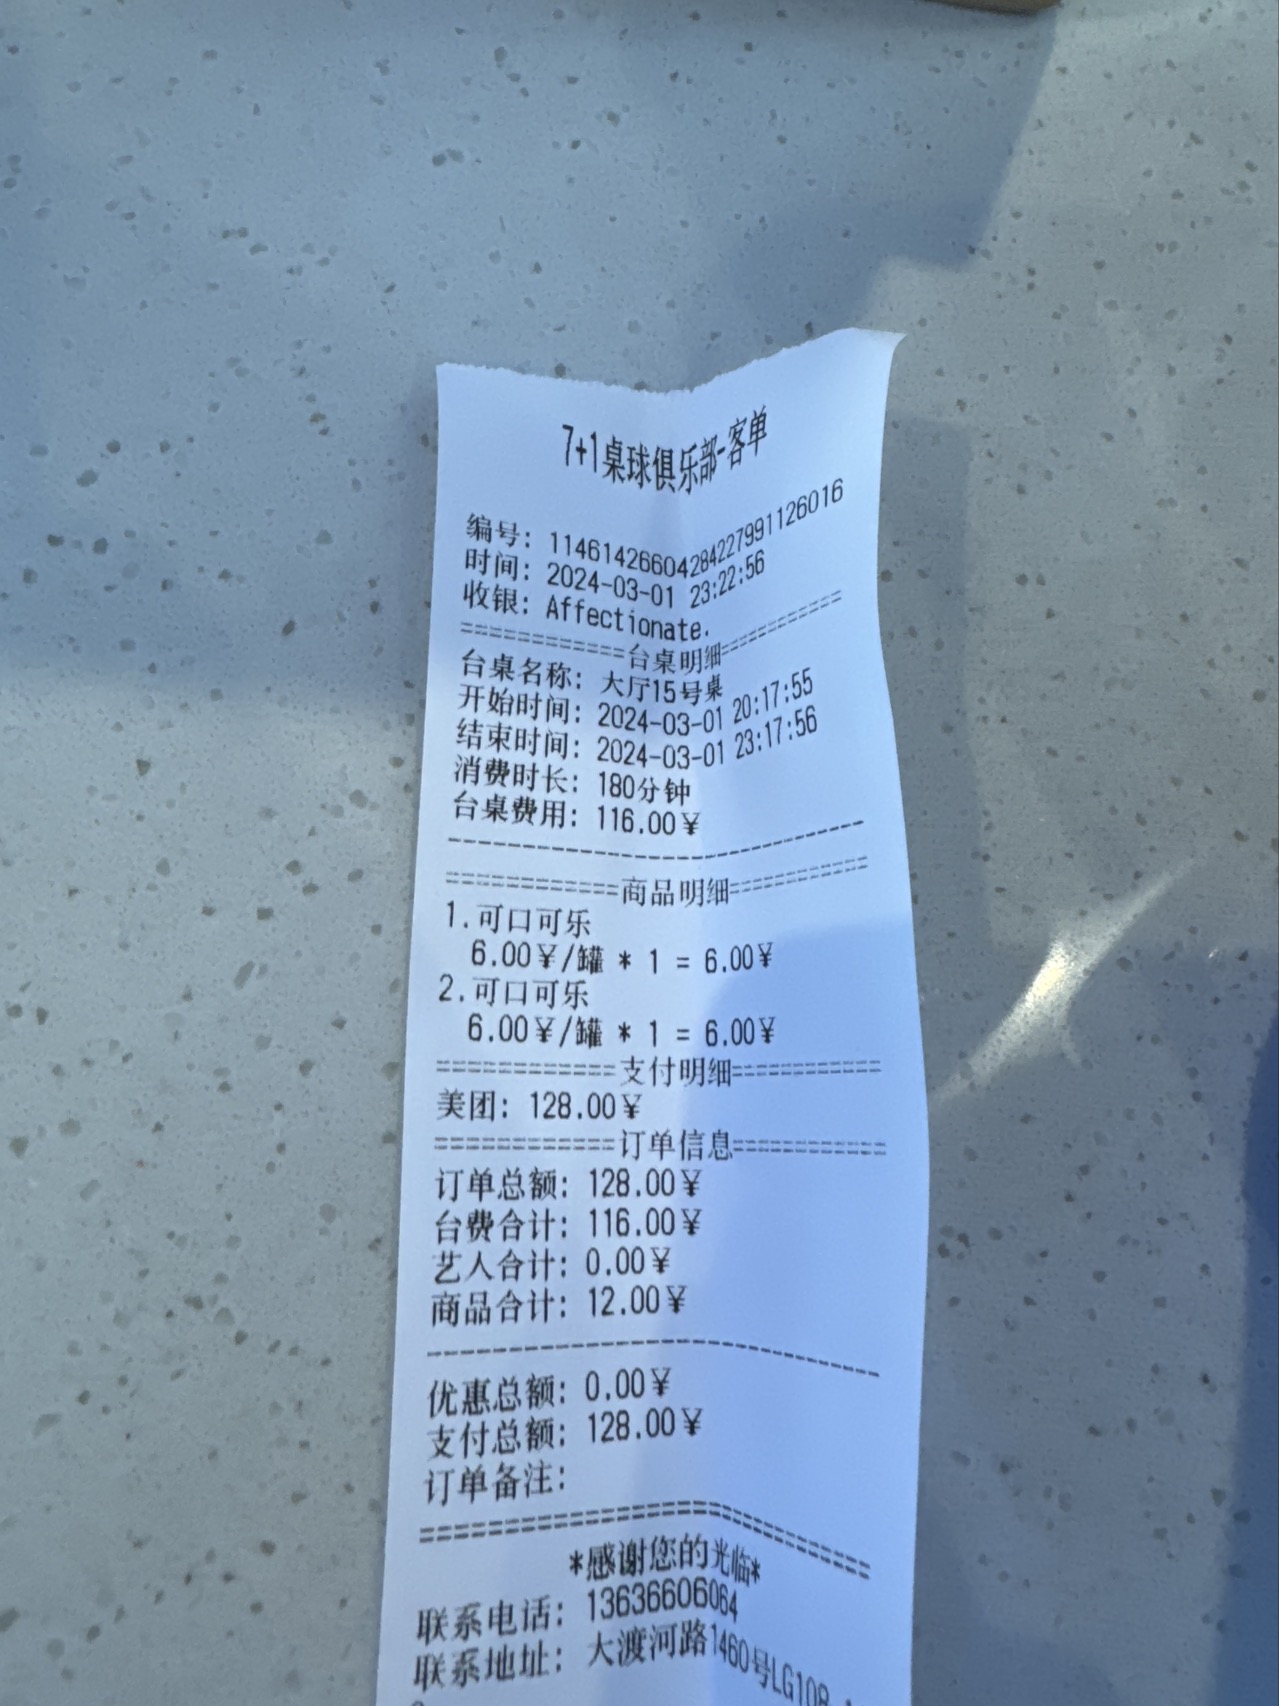 7+1桌球俱乐部-客单
编号: 1146142660428422799​1126016
时间: 2024-03-01 23:22:56
收银: Affectionate.
============台桌明细============
台桌名称: 大厅15号桌
开始时间: 2024-03-01 20:17:55
结束时间: 2024-03-01 23:17:56
消费时长: 180分钟
台桌费用: 116.00¥
--------------------------------
============商品明细============
1.可口可乐
6.00¥/罐 * 1 = 6.00¥
2.可口可乐
6.00¥/罐 * 1 = 6.00¥
============支付明细============
美团: 128.00¥
============订单信息============
订单总额: 128.00¥
台费合计: 116.00¥
艺人合计: 0.00¥
商品合计: 12.00¥
--------------------------------
优惠总额: 0.00¥
支付总额: 128.00¥
订单备注:
================================
*感谢您的光临*
联系电话: 13636606064
联系地址: 大渡河路1460号LG108